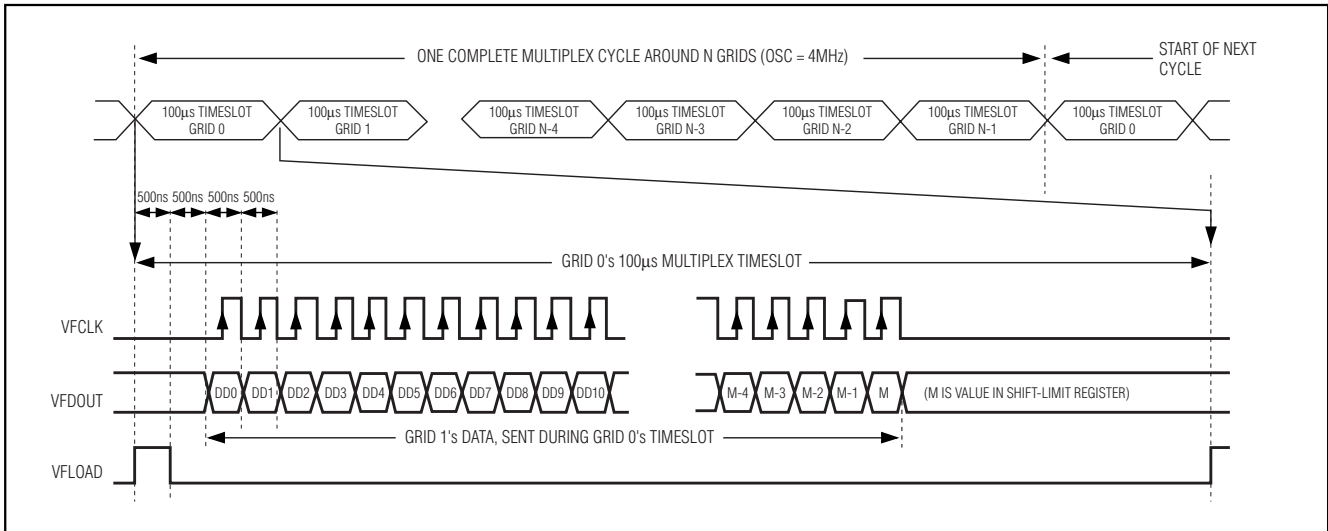 ONE COMPLETE MULTIPLEX CYCLE AROUND N GRIDS (OSC = 4MHz)
START OF NEXT
CYCLE
100µs TIMESLOT
GRID 0
100µs TIMESLOT
GRID 1
100µs TIMESLOT
GRID N-4
100µs TIMESLOT
GRID N-3
100µs TIMESLOT
GRID N-2
100µs TIMESLOT
GRID N-1
100µs TIMESLOT
GRID 0
500ns 500ns 500ns 500ns
GRID 0's 100µs MULTIPLEX TIMESLOT
VFCLK
VFDOUT
DD0 DD1 DD2 DD3 DD4 DD5 DD6 DD7 DD8 DD9 DD10
M-4 M-3 M-2 M-1 M
(M IS VALUE IN SHIFT-LIMIT REGISTER)
GRID 1's DATA, SENT DURING GRID 0's TIMESLOT
VFLOAD